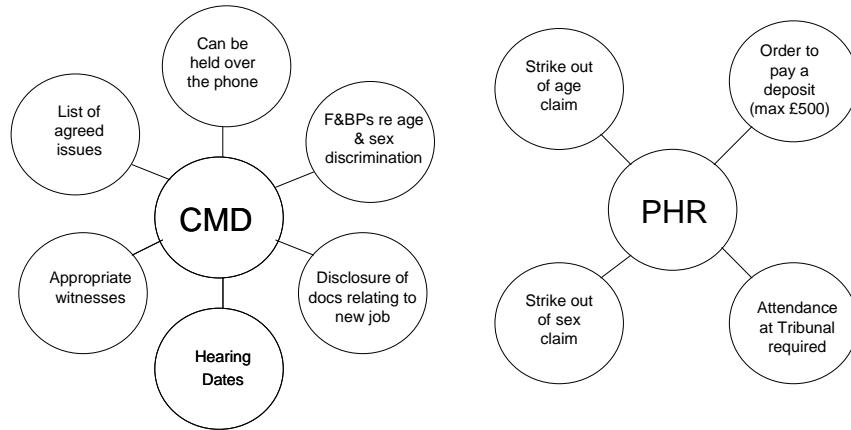 Can be
held over
the phone
List of
agreed
issues
F&BPs re age
& sex
discrimination
CMD
Appropriate
witnesses
Disclosure of
docs relating to
new job
Hearing
Dates
Strike out
of age
claim
Order to
pay a
deposit
(max £500)
PHR
Strike out
of sex
claim
Attendance
at Tribunal
required